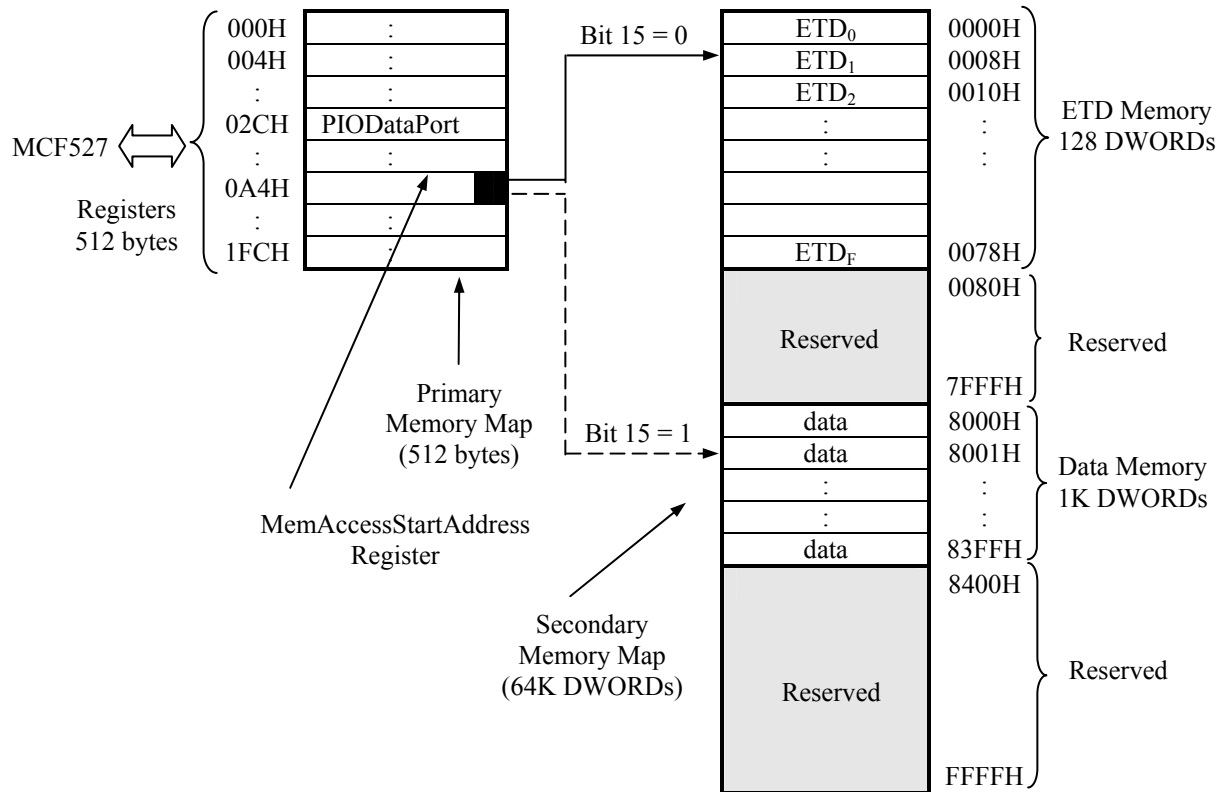 000H
004H
:
02CH
:
0A4H
:
1FCH
MCF527
Registers
512 bytes
:
:
PIODataPort
:
:
:
Primary
Memory Map
(512 bytes)
MemAccessStartAddress
Register
Bit 15 = 0
Bit 15 = 1
Secondary
Memory Map
(64K DWORDs)
ETD0
ETD1
ETD2
:
:
ETDF
Reserved
data
data
:
:
data
Reserved
0000H
0008H
0010H
:
:
0078H
0080H
7FFFH
8000H
8001H
:
:
83FFH
8400H
FFFFH
ETD Memory
128 DWORDs
Reserved
Data Memory
1K DWORDs
Reserved